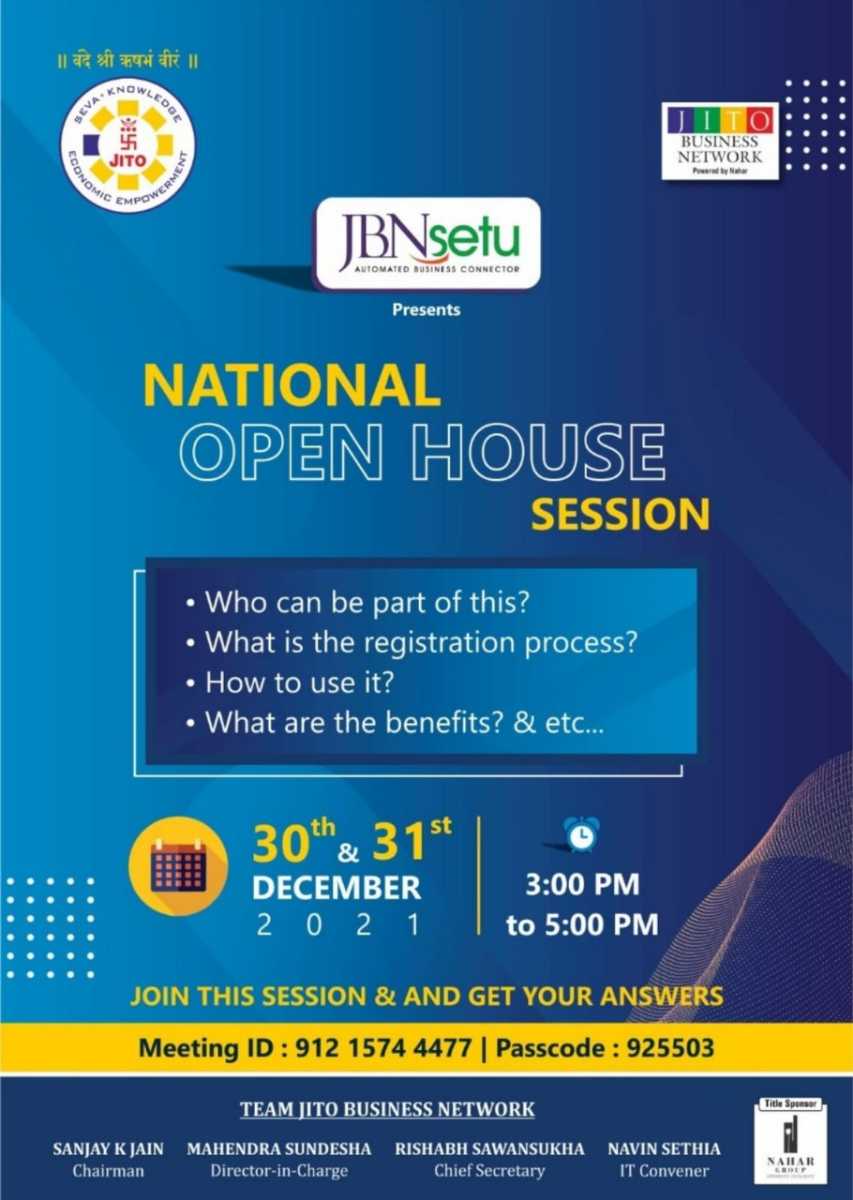 ॥ वंदे श्री ऋषभं वीरं ॥
SEVA • KNOWLEDGE
ECONOMIC EMPOWERMENT
JITO
JITO
BUSINESS
NETWORK
Powered by Nahar
JBNsetu
AUTOMATED BUSINESS CONNECTOR
Presents
NATIONAL
OPEN HOUSE
SESSION
• Who can be part of this?
• What is the registration process?
• How to use it?
• What are the benefits? & etc...
30th & 31st
DECEMBER
2021
3:00 PM
to 5:00 PM
JOIN THIS SESSION & AND GET YOUR ANSWERS
Meeting ID : 912 1574 4477 | Passcode : 925503
TEAM JITO BUSINESS NETWORK
SANJAY K JAIN
Chairman
MAHENDRA SUNDESHA
Director-in-Charge
RISHABH SAWANSUKHA
Chief Secretary
NAVIN SETHIA
IT Convener
Title Sponsor
NAHAR
GROUP